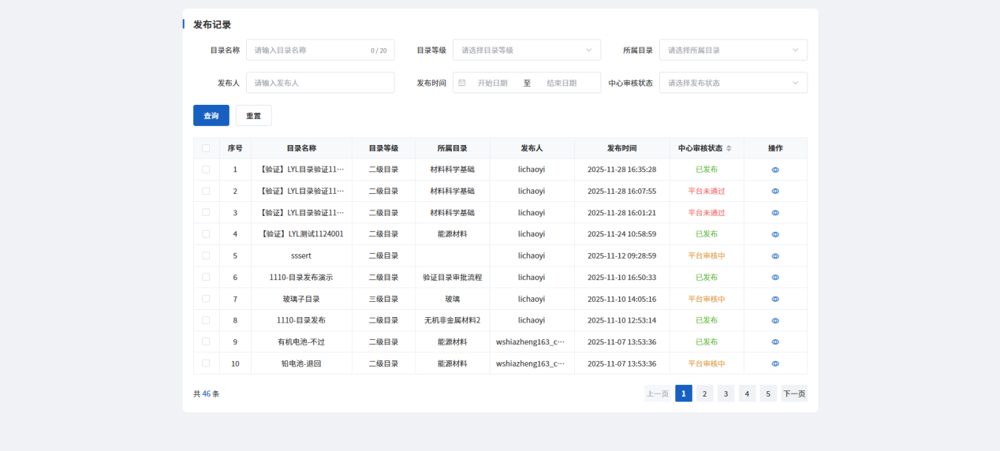 发布记录
目录名称 请输入目录名称 0 / 20 目录等级 请选择目录等级 所属目录 请选择所属目录
发布人 请输入发布人 发布时间 开始日期 至 结束日期 中心审核状态 请选择发布状态
查询 重置
序号 目录名称 目录等级 所属目录 发布人 发布时间 中心审核状态 操作
1 【验证】LYL目录验证11··· 二级目录 材料科学基础 lichaoyi 2025-11-28 16:35:28 已发布
2 【验证】LYL目录验证11··· 二级目录 材料科学基础 lichaoyi 2025-11-28 16:07:55 平台未通过
3 【验证】LYL目录验证11··· 二级目录 材料科学基础 lichaoyi 2025-11-28 16:01:21 平台未通过
4 【验证】LYL测试1124001 二级目录 能源材料 lichaoyi 2025-11-24 10:58:59 已发布
5 sssert 二级目录 lichaoyi 2025-11-12 09:28:59 平台审核中
6 1110-目录发布演示 二级目录 验证目录审批流程 lichaoyi 2025-11-10 16:50:33 已发布
7 玻璃子目录 三级目录 玻璃 lichaoyi 2025-11-10 14:05:16 平台审核中
8 1110-目录发布 二级目录 无机非金属材料2 lichaoyi 2025-11-10 12:53:14 已发布
9 有机电池-不过 二级目录 能源材料 wshiazheng163_c··· 2025-11-07 13:53:36 已发布
10 铅电池-退回 二级目录 能源材料 wshiazheng163_c··· 2025-11-07 13:53:36 平台审核中
共 46 条 上一页 1 2 3 4 5 下一页